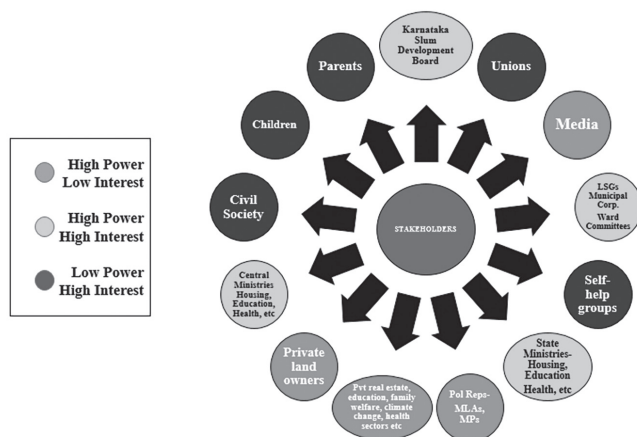 High Power
Low Interest
High Power
High Interest
Low Power
High Interest
STAKEHOLDERS
Karnataka
Slum
Development
Board
Unions
Media
LSGs
Municipal
Corp.
Ward
Committees
Self-
help
groups
State
Ministries-
Housing,
Education
Health, etc
Pol Reps-
MLAs,
MPs
Pvt real estate,
education, family
welfare, climate
change, health
sectors etc
Private
land
owners
Central
Ministries
Housing,
Education,
Health, etc
Civil
Society
Children
Parents